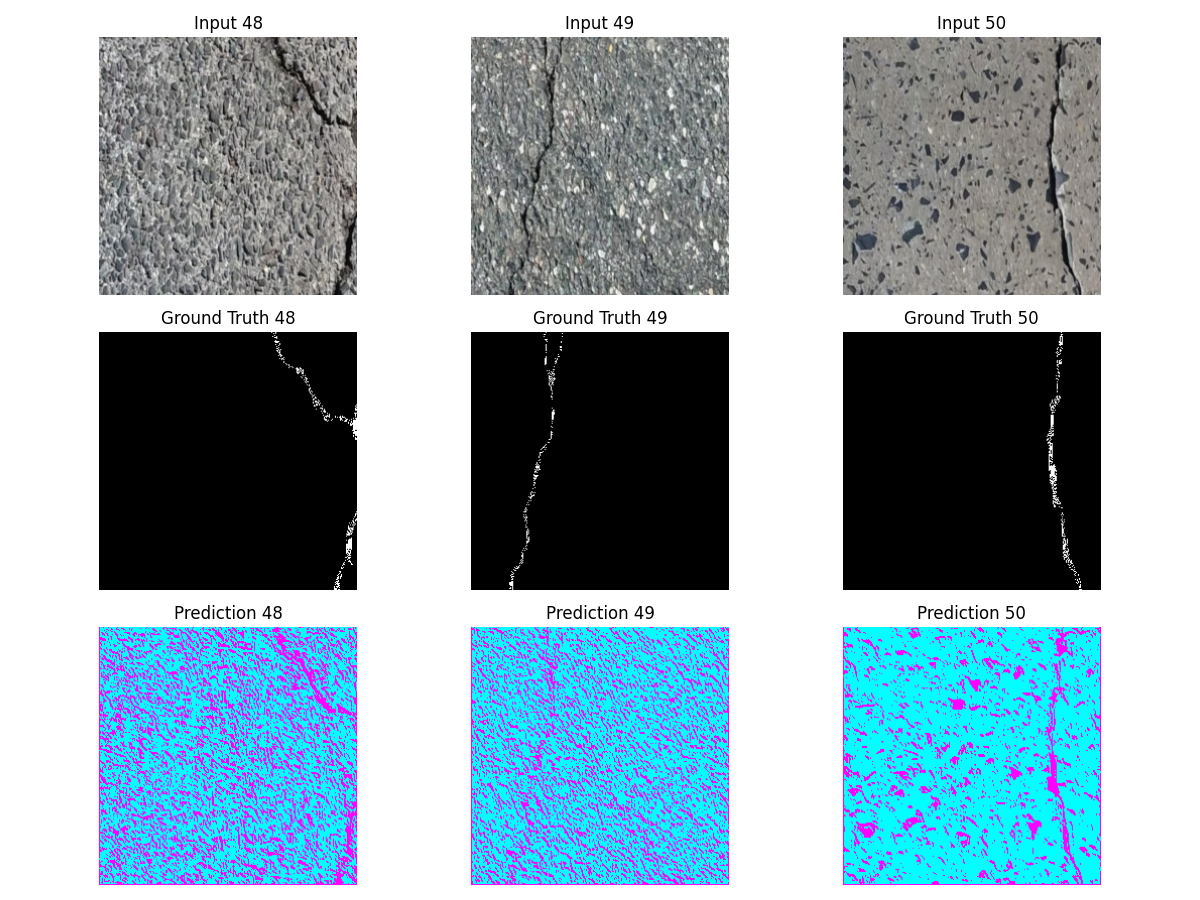 Input 48
Input 49
Input 50
Ground Truth 48
Ground Truth 49
Ground Truth 50
Prediction 48
Prediction 49
Prediction 50